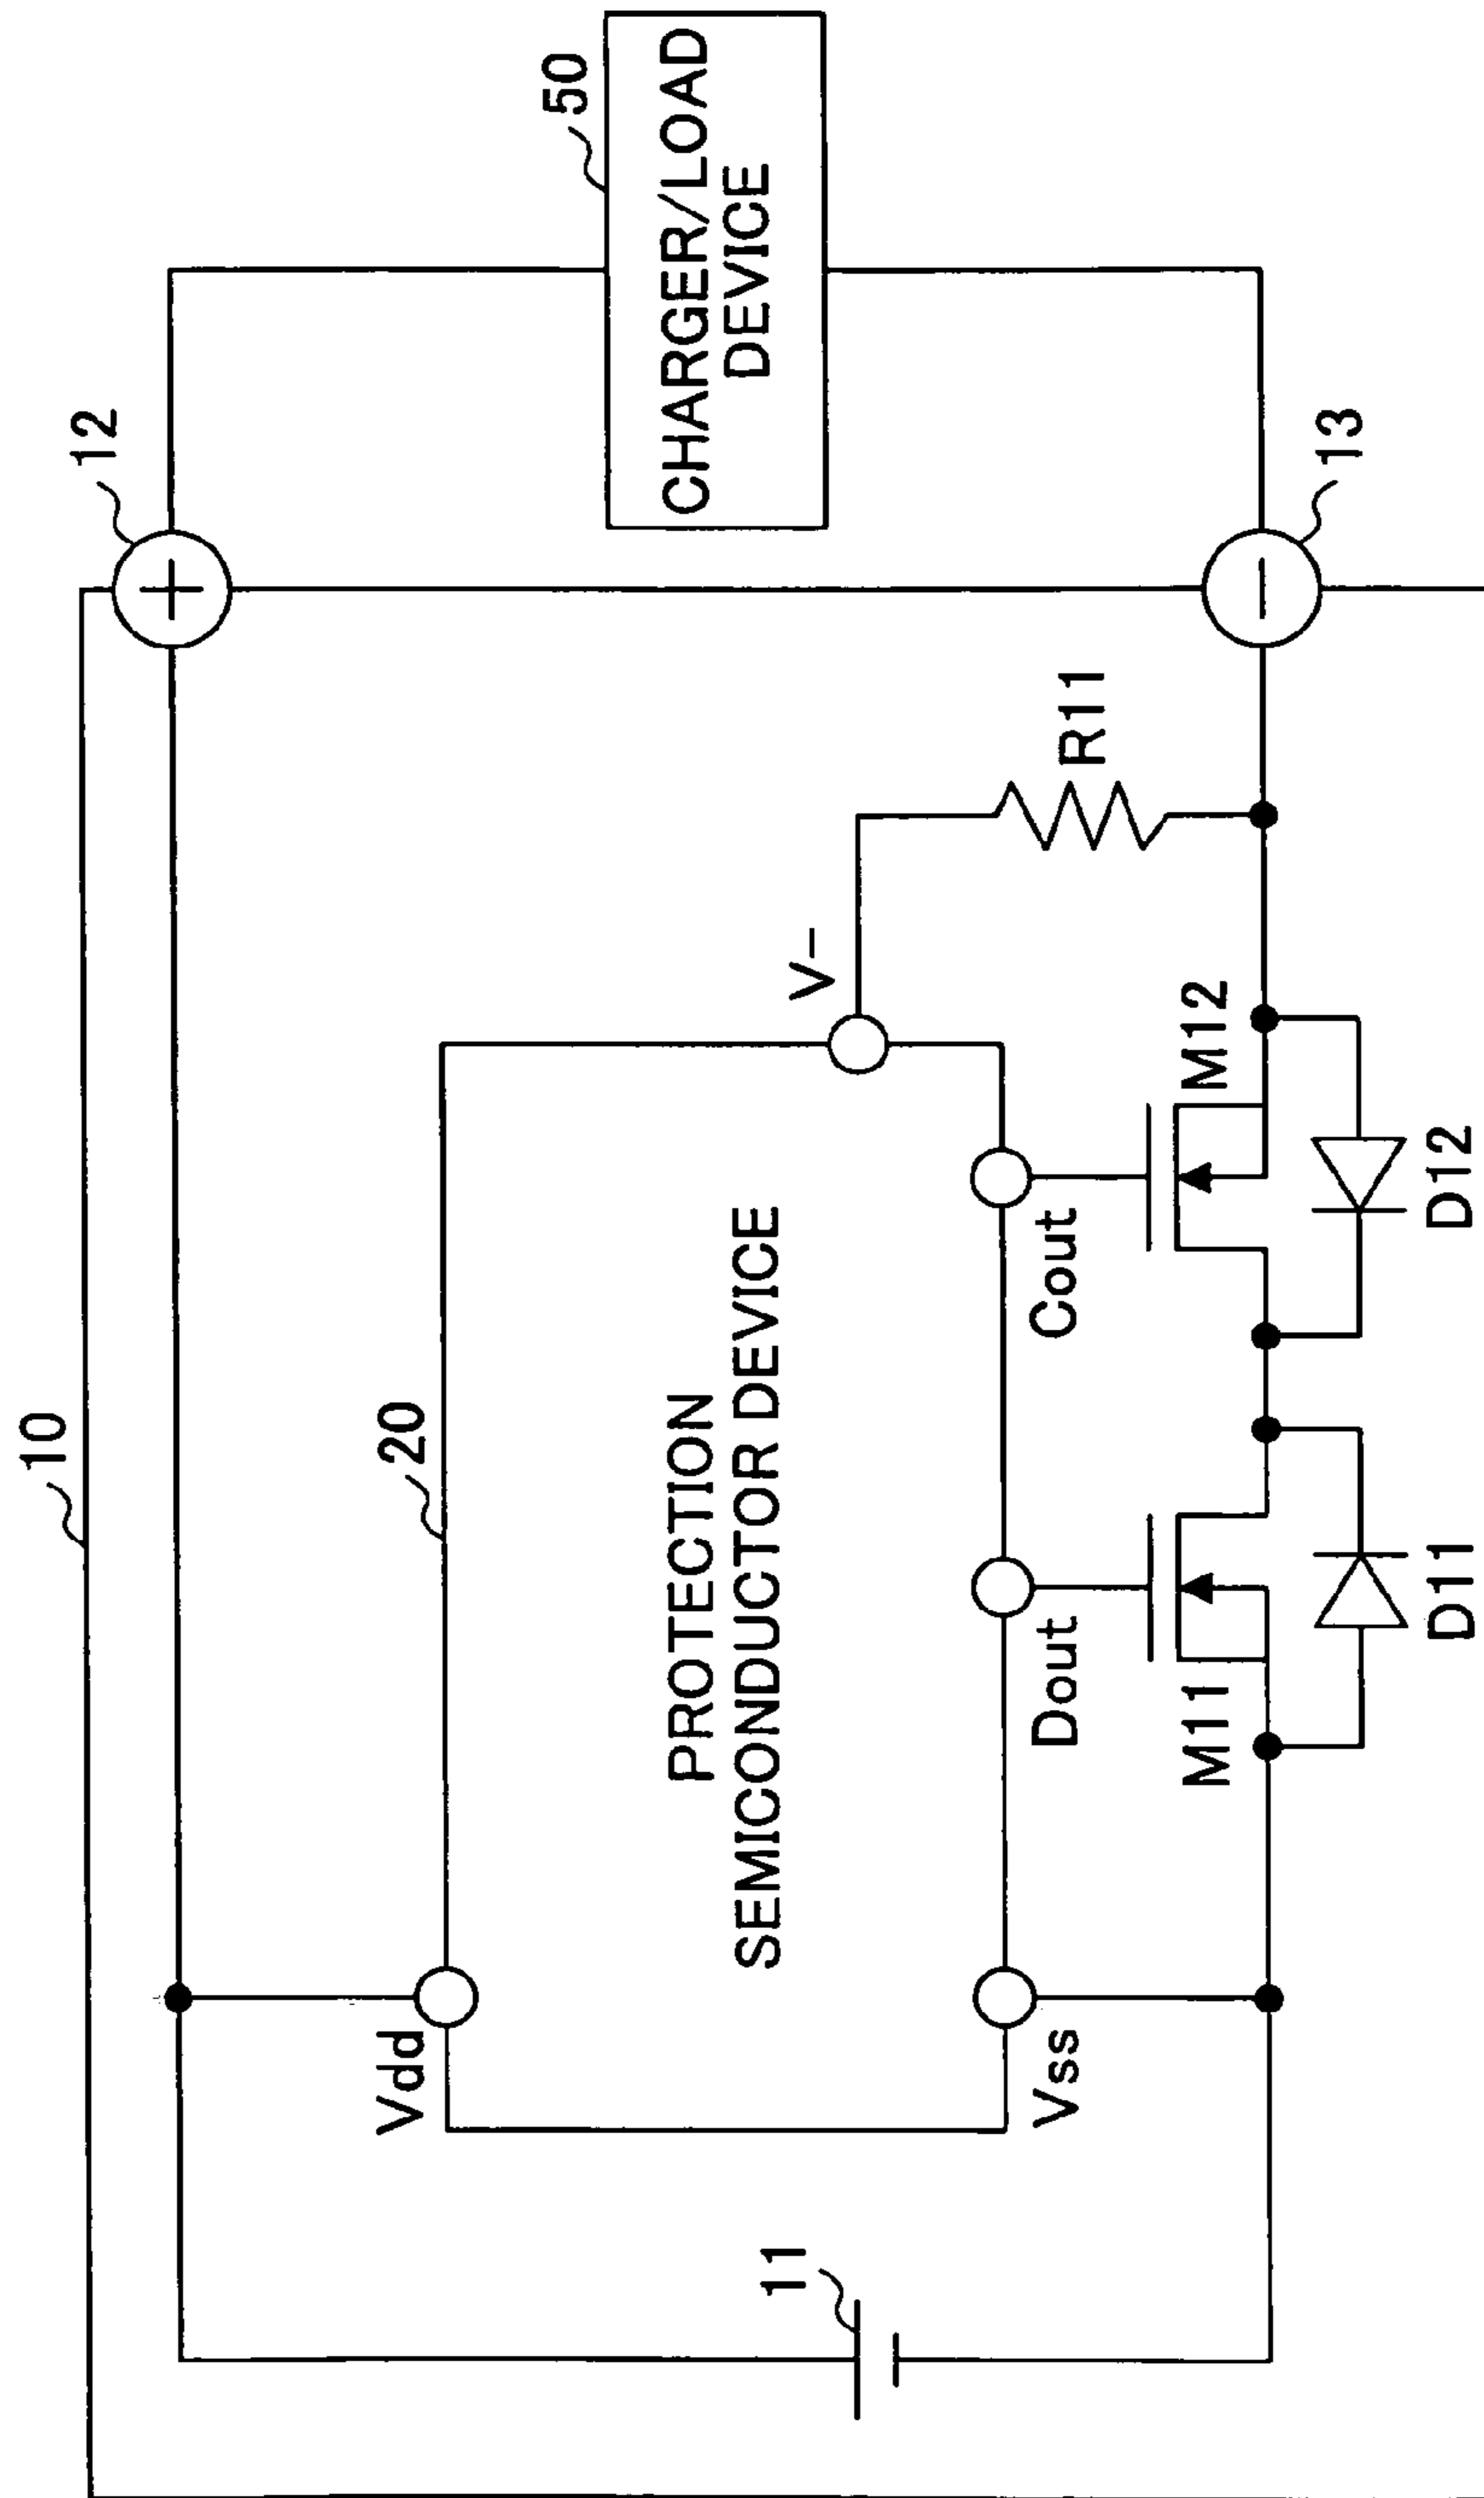 10
12
50
CHARGER/LOAD
DEVICE
20
Vdd
PROTECTION
SEMICONDUCTOR DEVICE
V-
11
Vss
Dout
Cout
R11
M11
M12
13
D11
D12
+
−